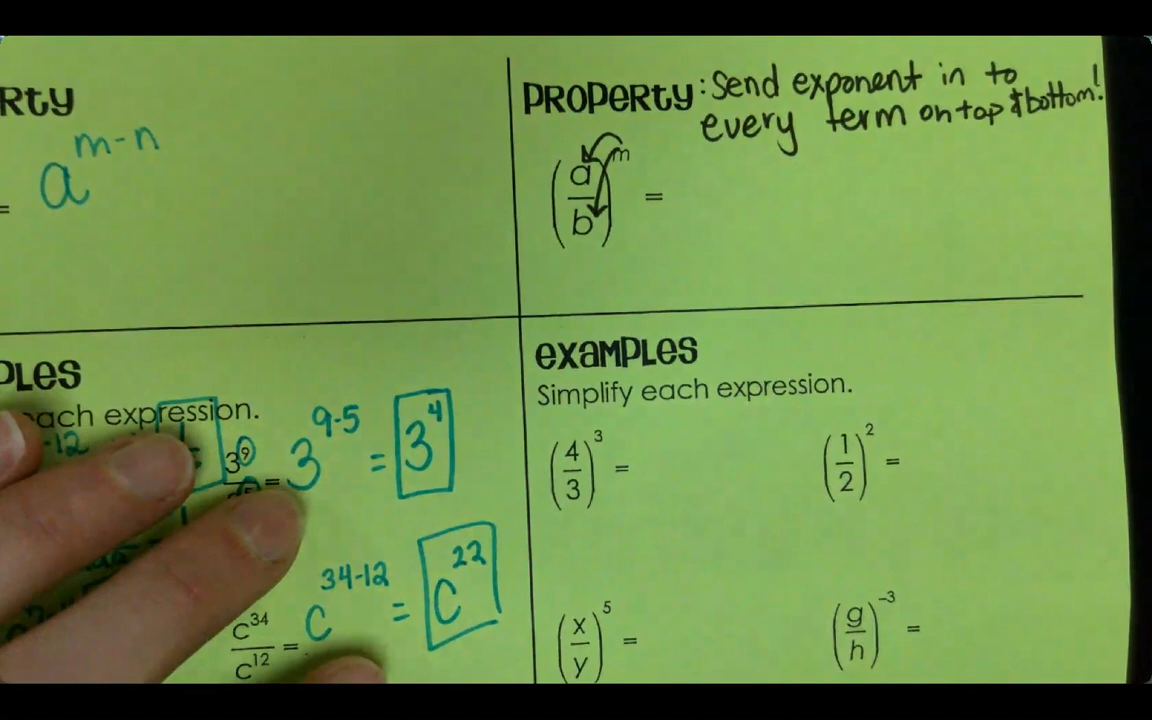 RTY
= a^{m-n}
PROPERTY: Send exponent in to
every term on top & bottom!
(a/b)^m =
PLES
each expression.
-12
3^9
= 3^{9-5} = 3^4
1
C^{34}/C^{12} = C^{34-12} = C^{22}
EXAMPLES
Simplify each expression.
(4/3)^3 =
(1/2)^2 =
(x/y)^5 =
(g/h)^{-3} =